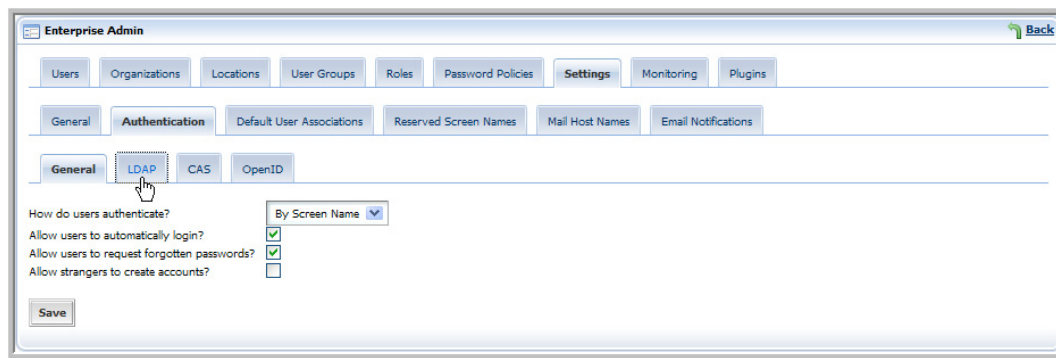 Enterprise Admin Back
Users Organizations Locations User Groups Roles Password Policies Settings Monitoring Plugins
General Authentication Default User Associations Reserved Screen Names Mail Host Names Email Notifications
General LDAP CAS OpenID
How do users authenticate? By Screen Name
Allow users to automatically login?
Allow users to request forgotten passwords?
Allow strangers to create accounts?
Save